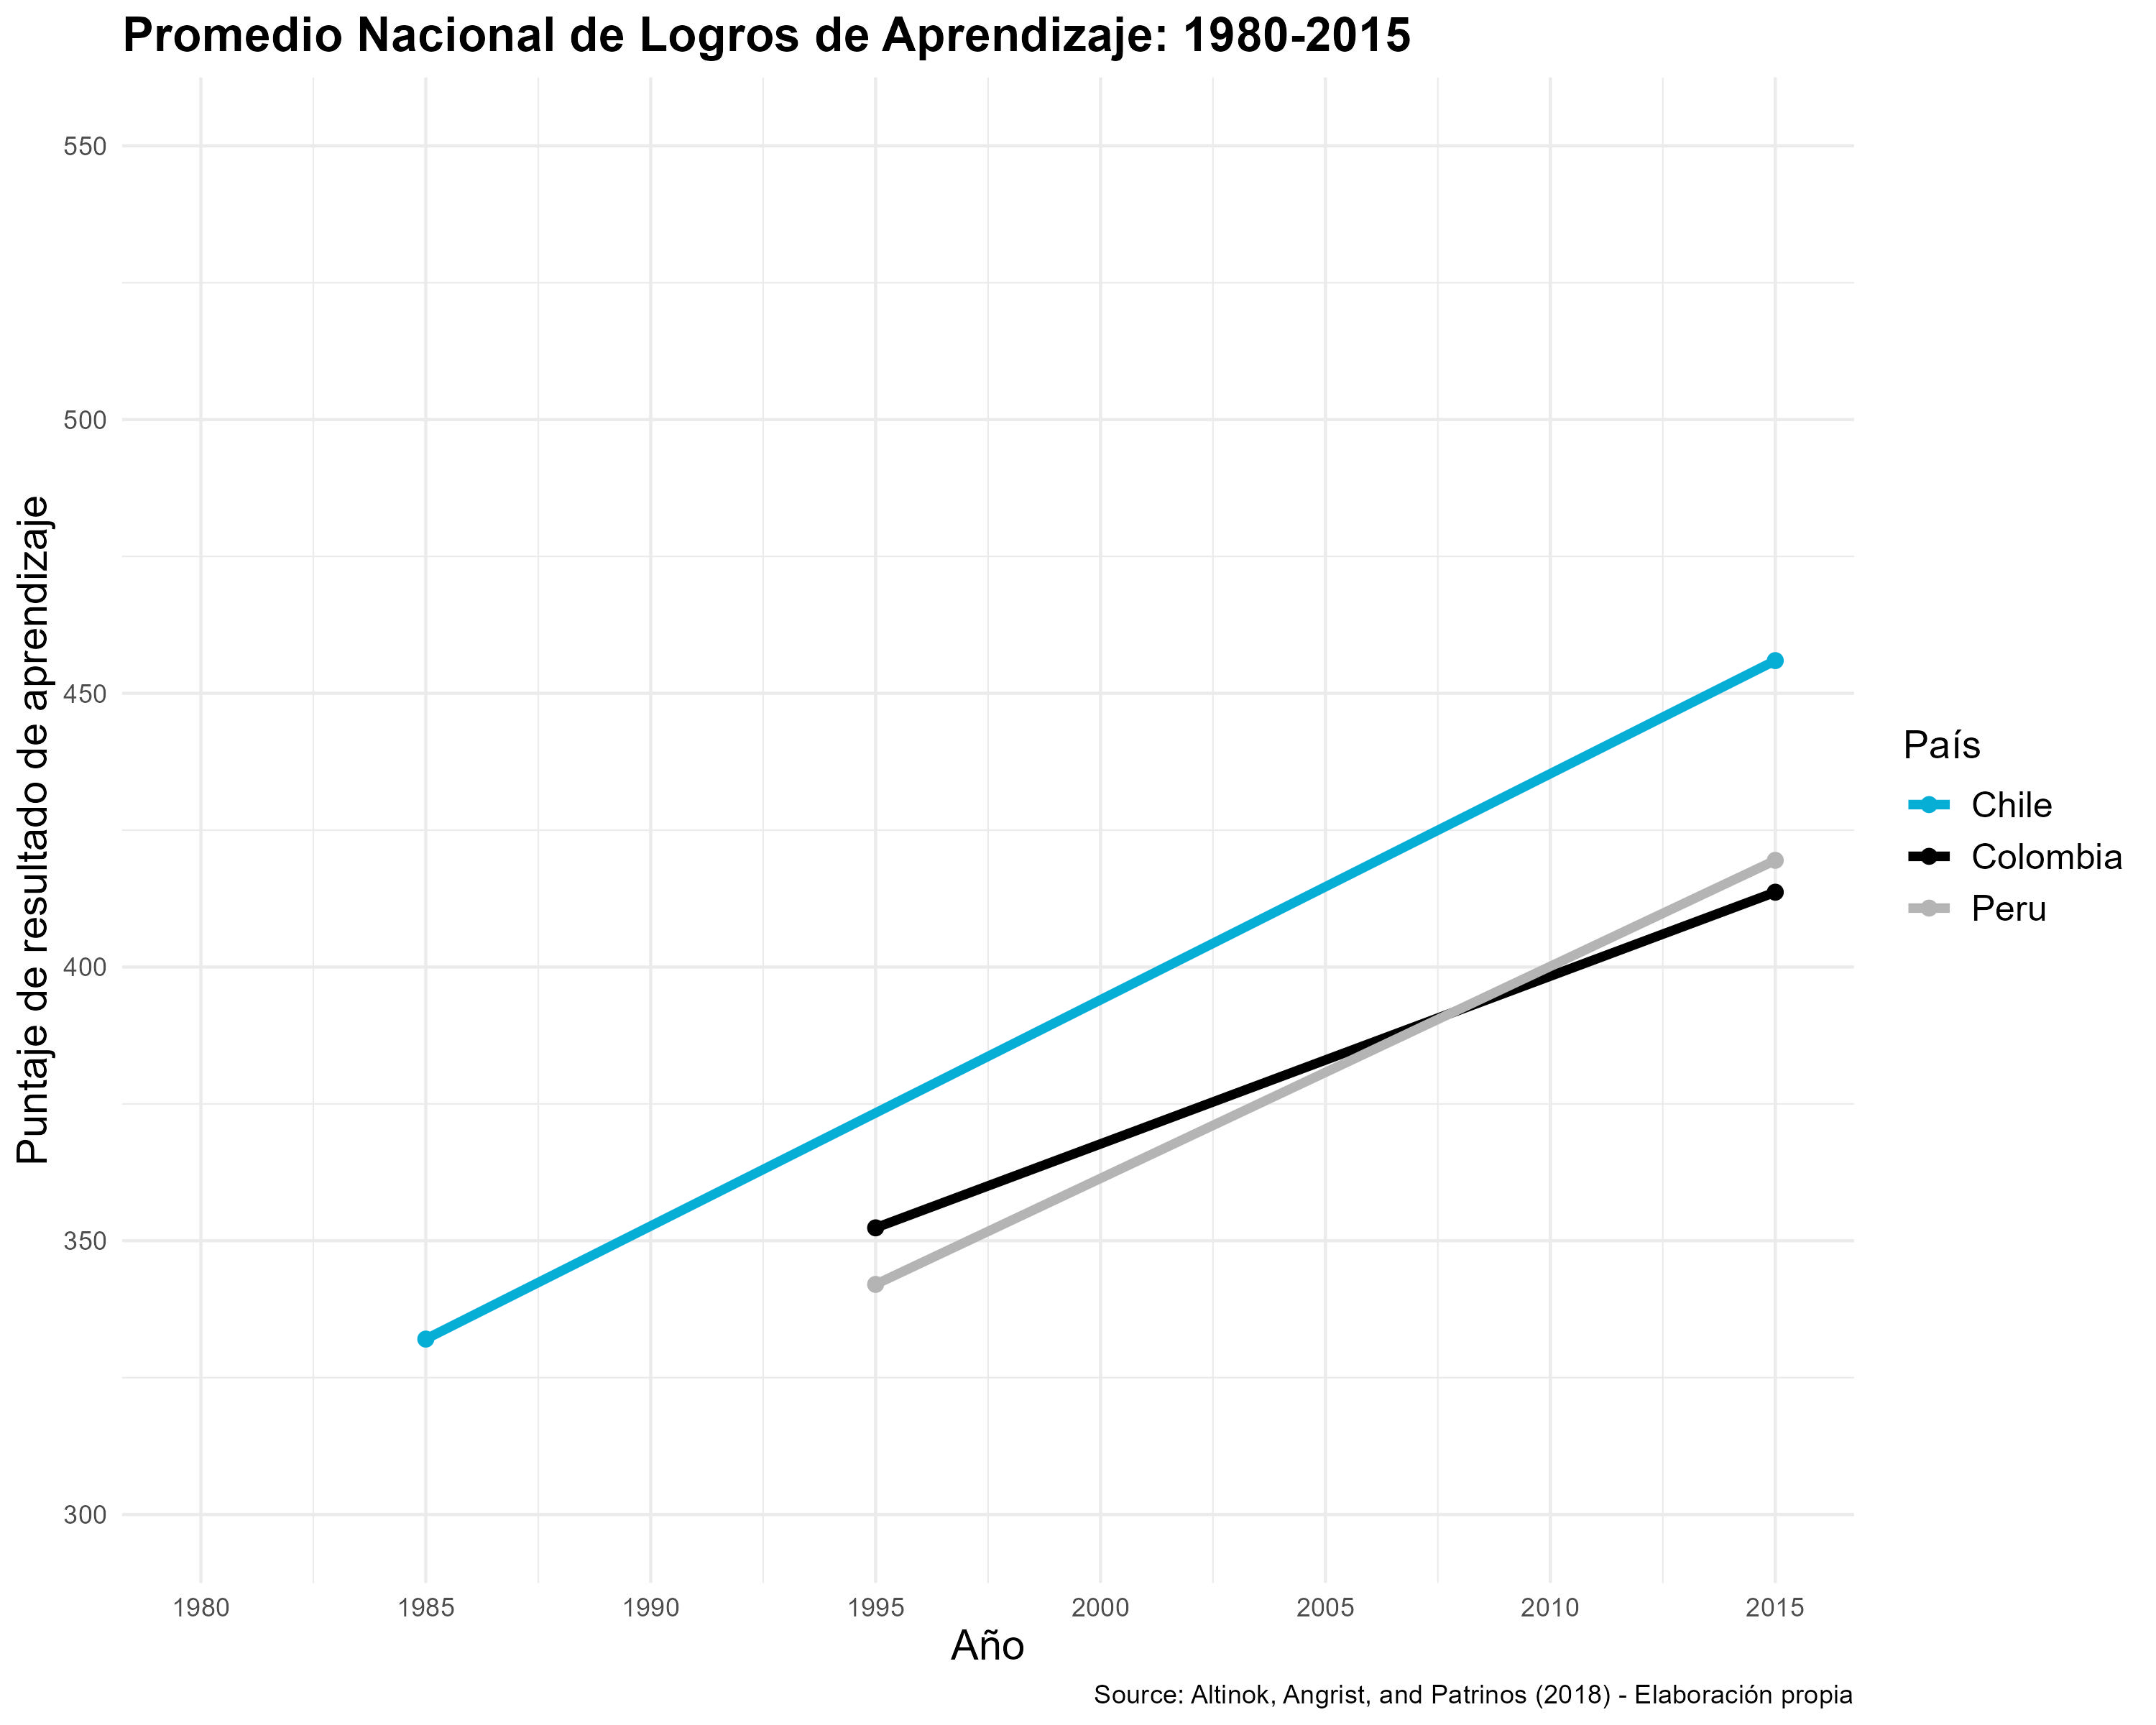 Promedio Nacional de Logros de Aprendizaje: 1980-2015
Puntaje de resultado de aprendizaje
550
500
450
400
350
300
1980 1985 1990 1995 2000 2005 2010 2015
Año
País
Chile
Colombia
Peru
Source: Altinok, Angrist, and Patrinos (2018) - Elaboración propia